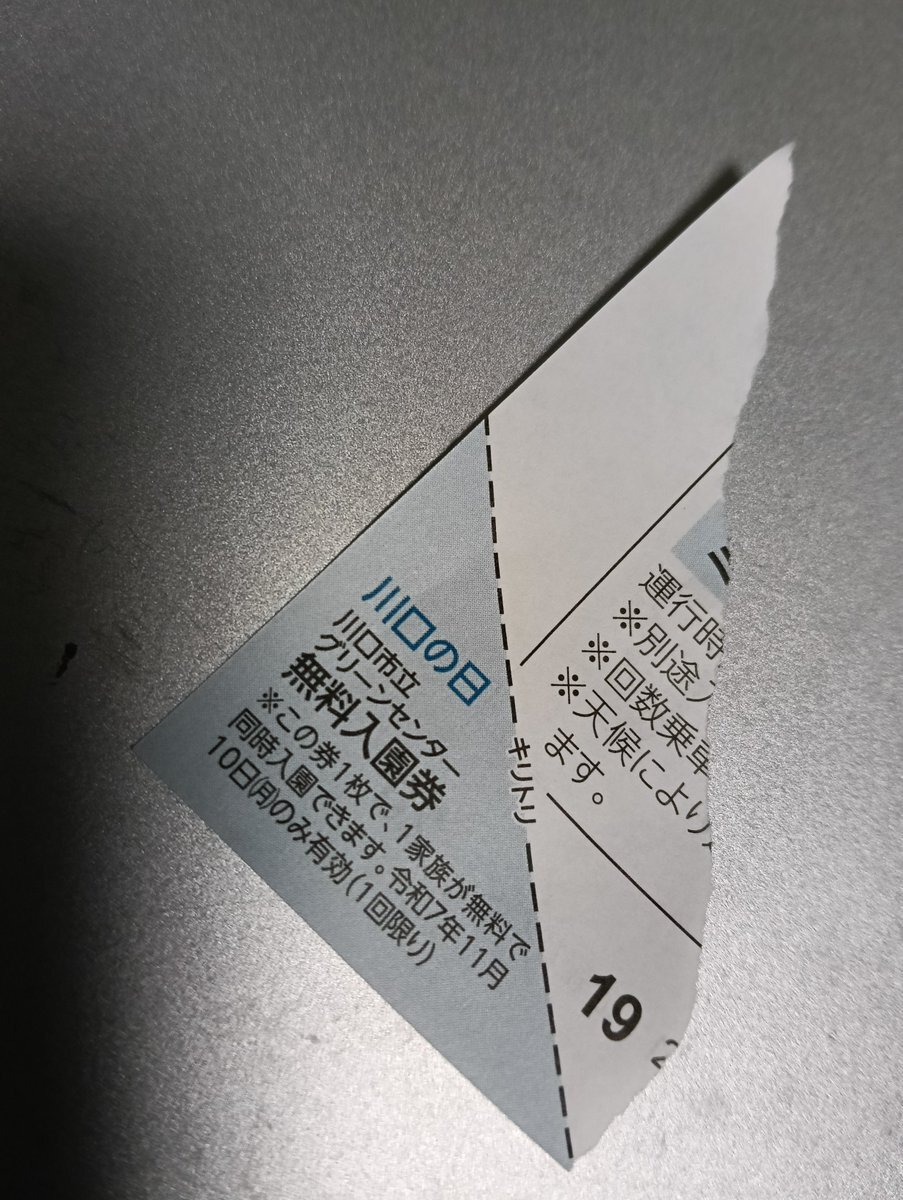 川口の日
川口市立
グリーンセンター
無料入園券
※この券1枚で、1家族が無料で
同時入園できます。令和7年11月
10日(月)のみ有効(1回限り)
キリトリ
運行時
※別途
※回数乗車
※天候により
ます。
19